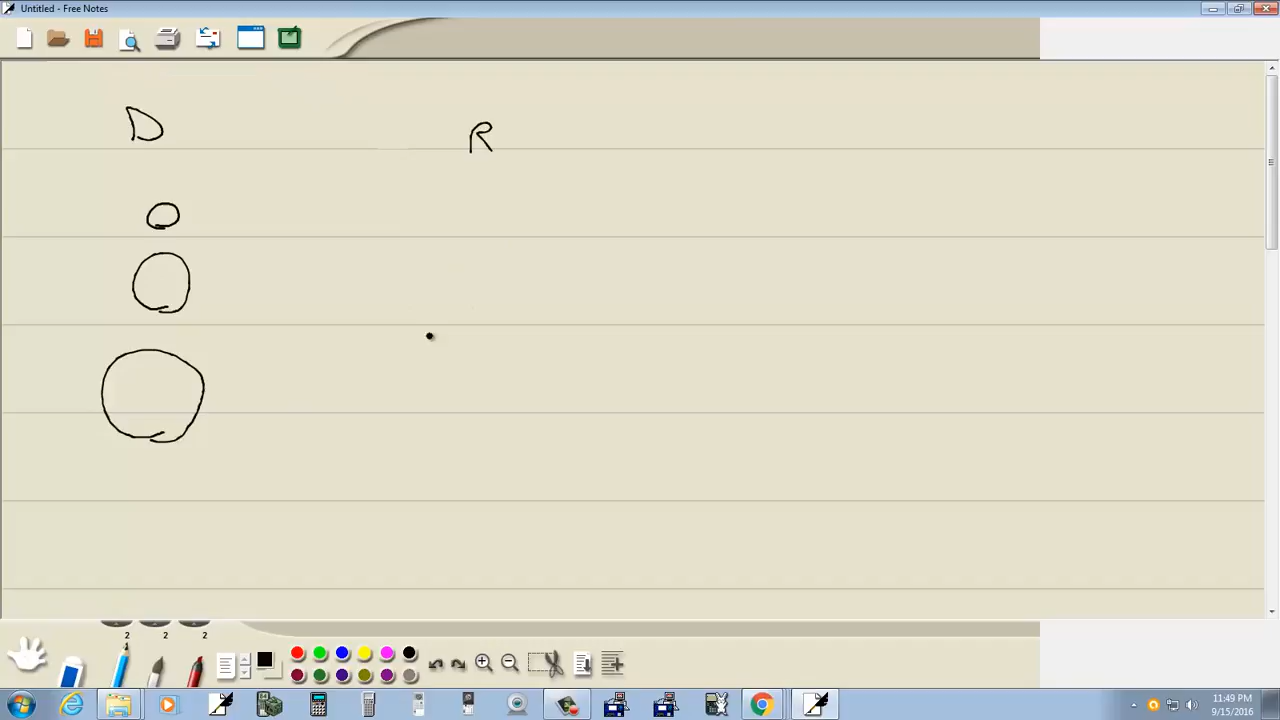 Untitled - Free Notes
D
R
2 2 2
11:49 PM
9/15/2016